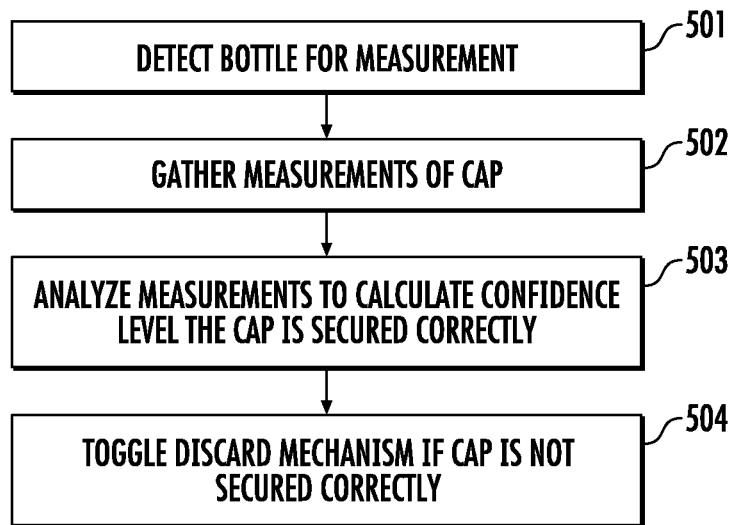 501
DETECT BOTTLE FOR MEASUREMENT
502
GATHER MEASUREMENTS OF CAP
503
ANALYZE MEASUREMENTS TO CALCULATE CONFIDENCE
LEVEL THE CAP IS SECURED CORRECTLY
504
TOGGLE DISCARD MECHANISM IF CAP IS NOT
SECURED CORRECTLY